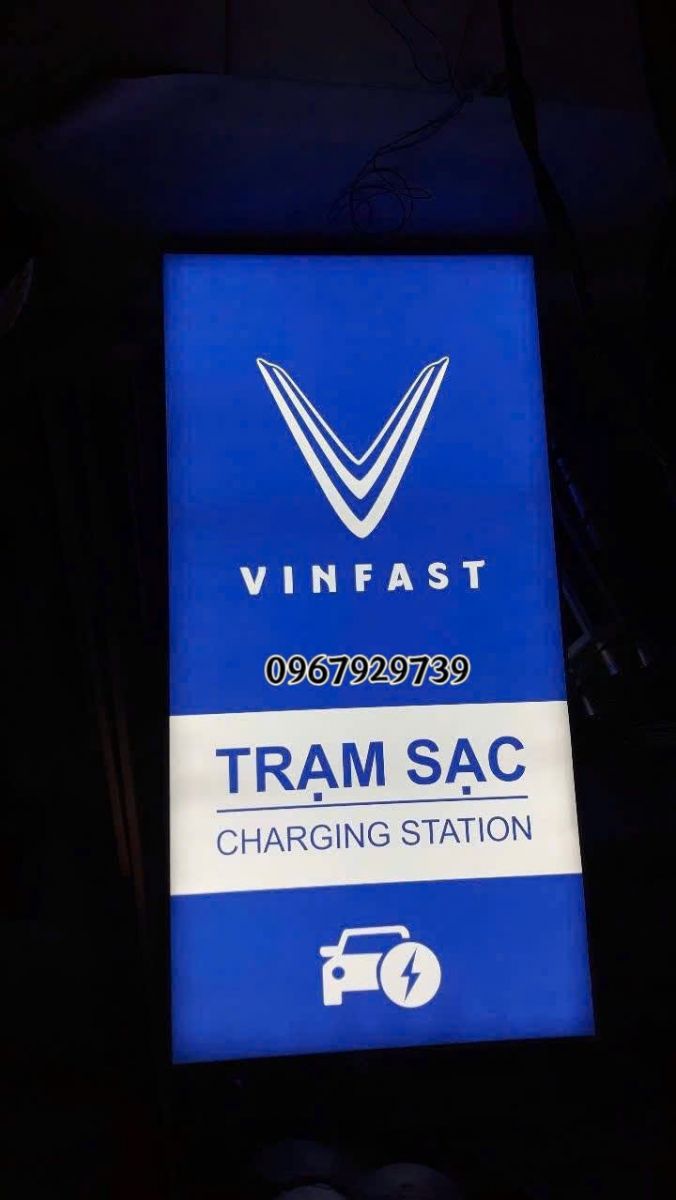 VINFAST
0967929739
TRẠM SẠC
CHARGING STATION